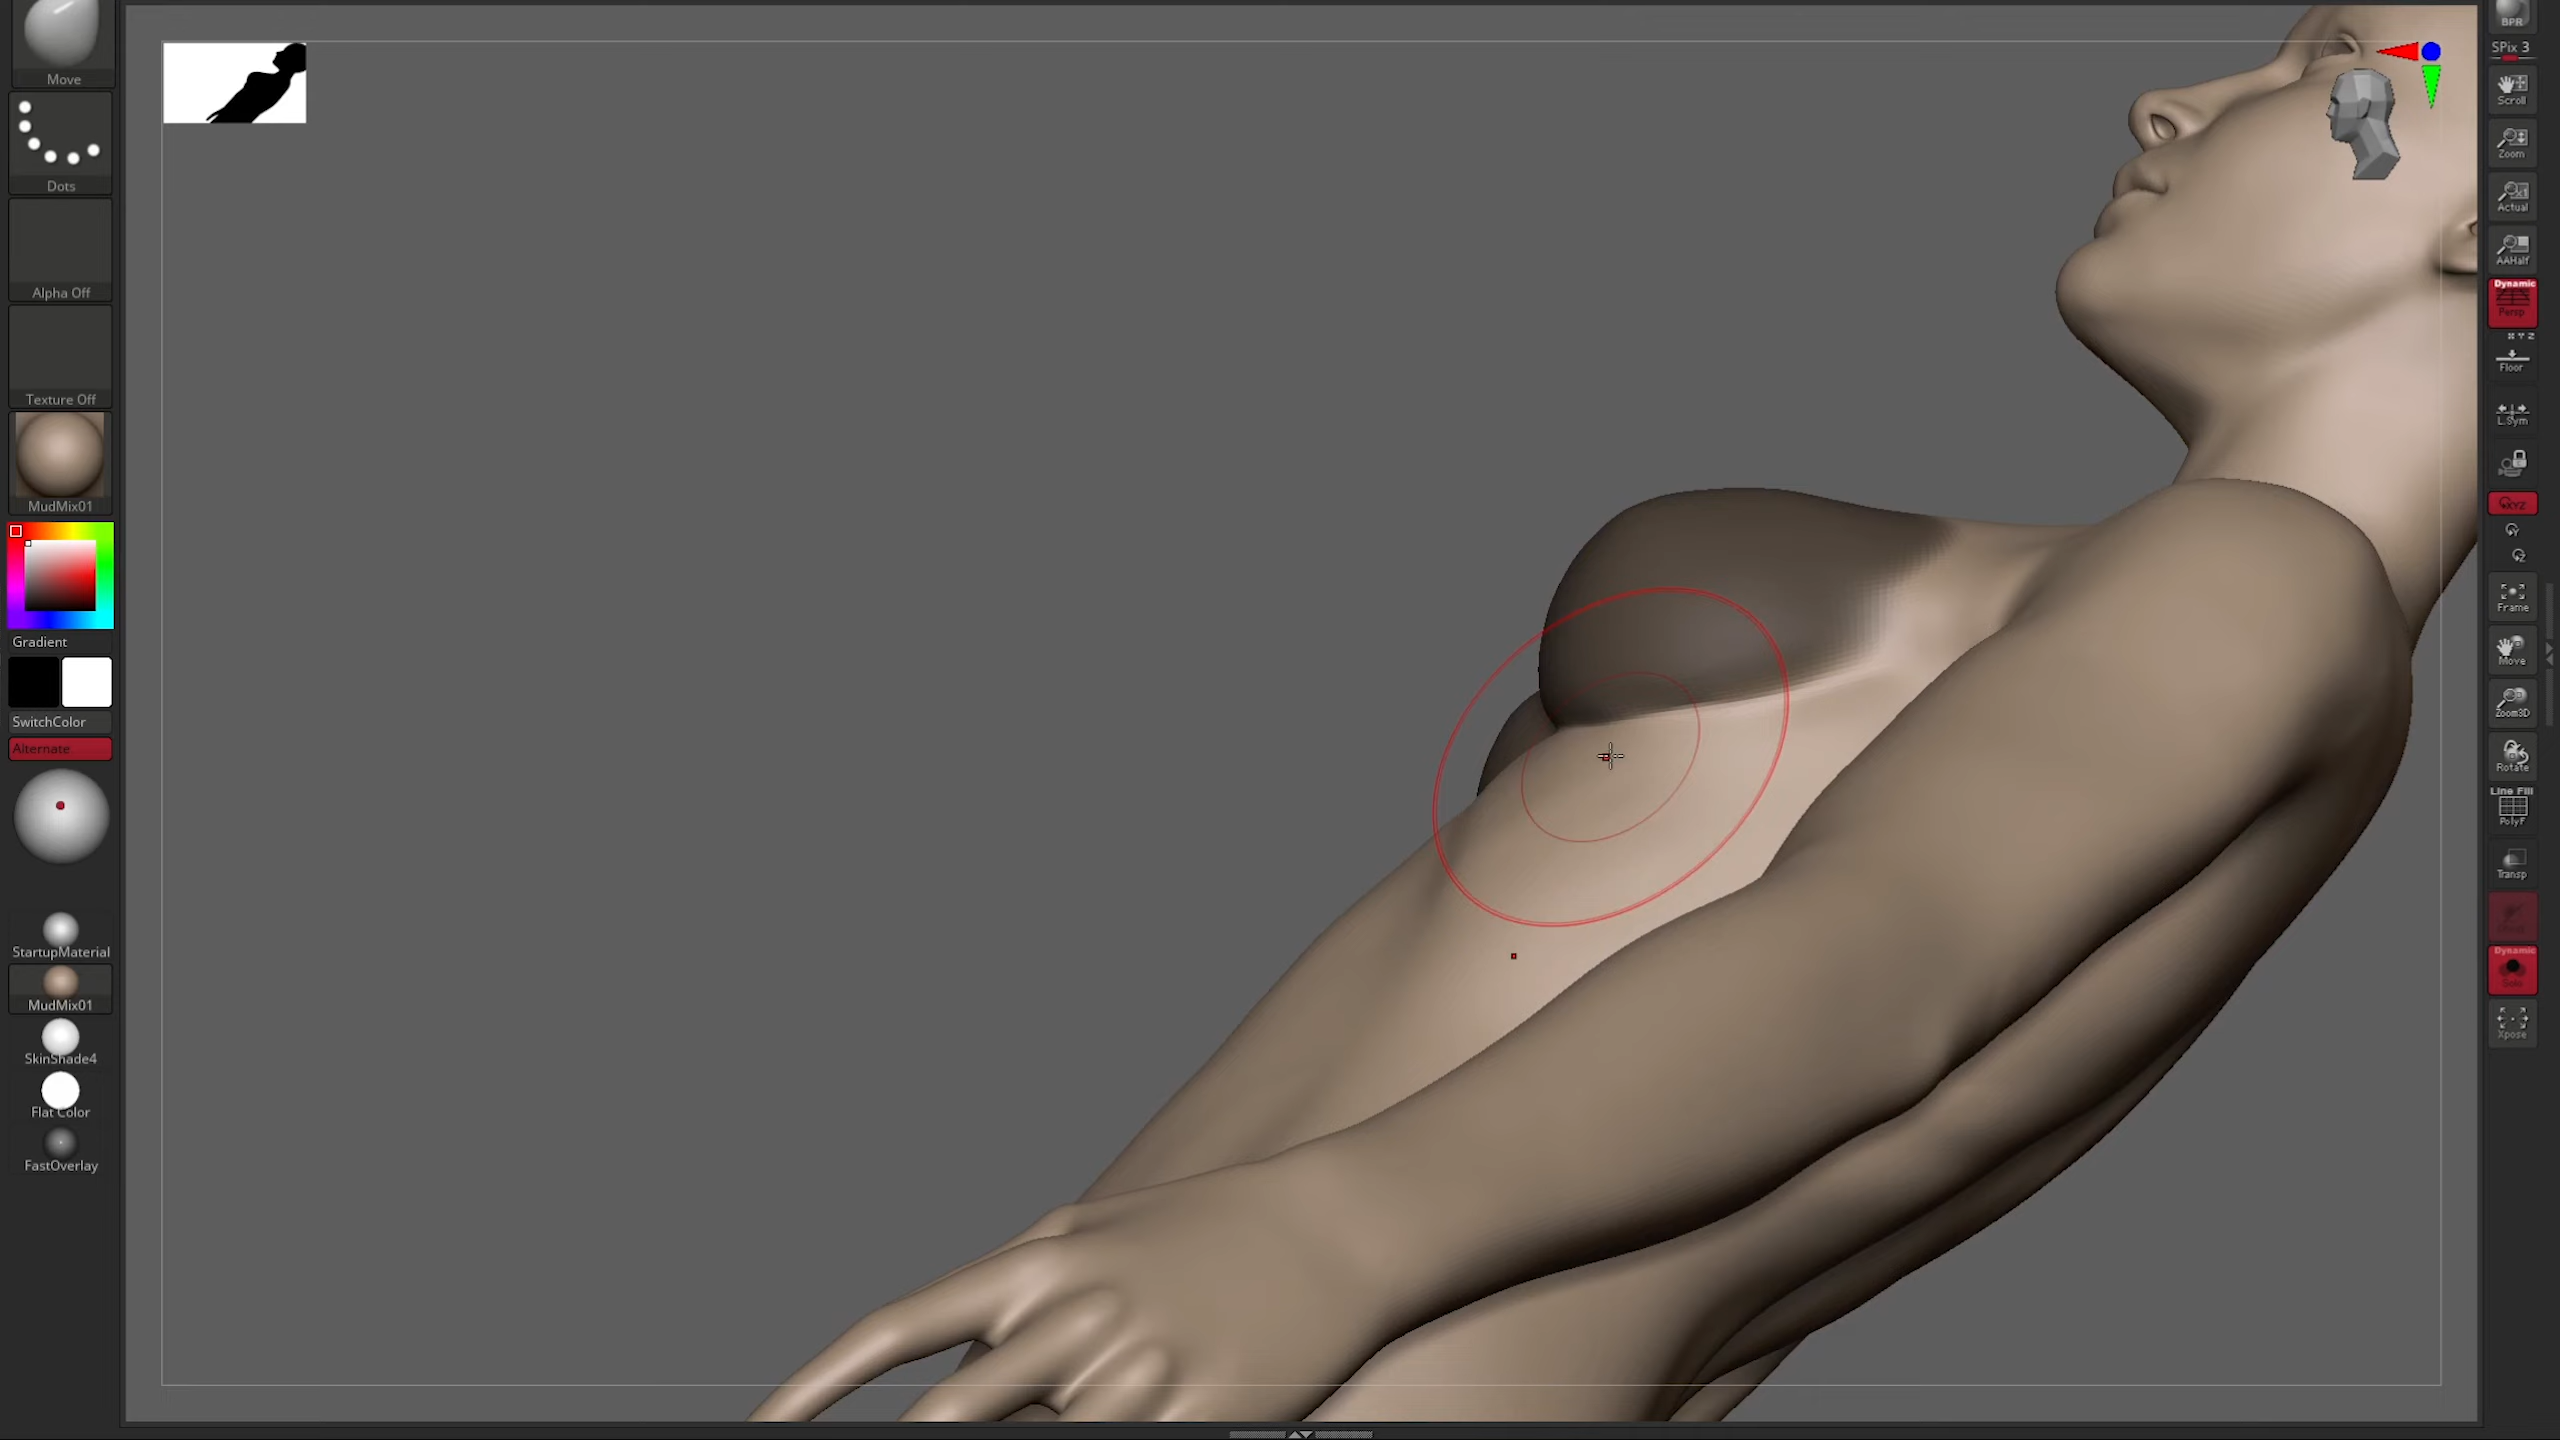 Move
Dots
Alpha Off
Texture Off
MudMix01
Gradient
SwitchColor
Alternate
StartupMaterial
MudMix01
SkinShade4
Flat Color
FastOverlay
BPR
SPix 3
Scroll
Zoom
Actual
AAHalf
Dynamic
Persp
X Y Z
Floor
L.Sym
XYZ
Y
Z
Frame
Move
Zoom3D
Rotate
Line Fill
PolyF
Transp
Dynamic
Solo
Xpose